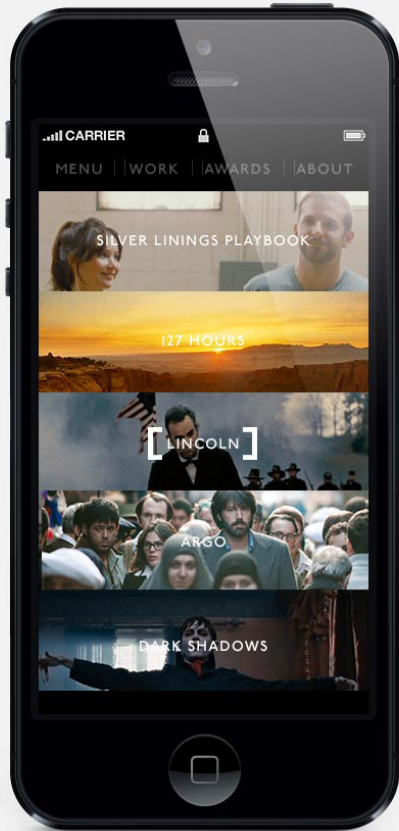 CARRIER
MENU WORK AWARDS ABOUT
SILVER LININGS PLAYBOOK
127 HOURS
[LINCOLN]
ARGO
DARK SHADOWS